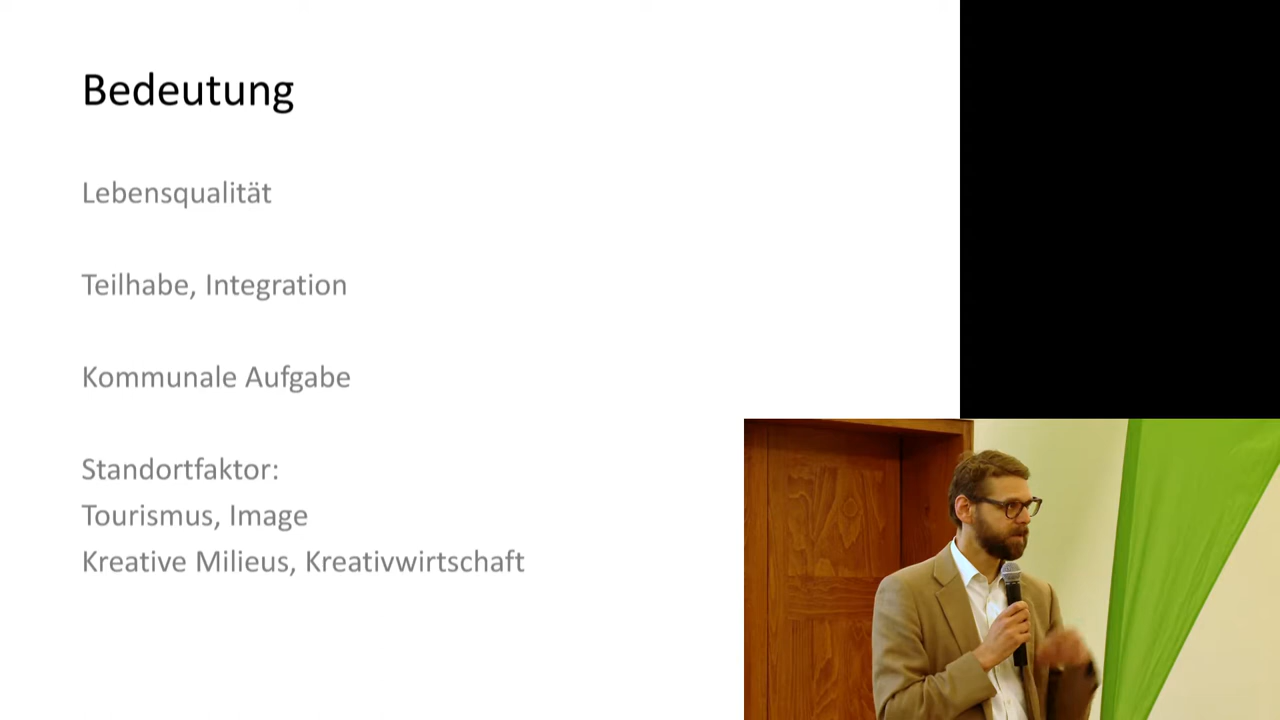 Bedeutung
Lebensqualität
Teilhabe, Integration
Kommunale Aufgabe
Standortfaktor:
Tourismus, Image
Kreative Milieus, Kreativwirtschaft